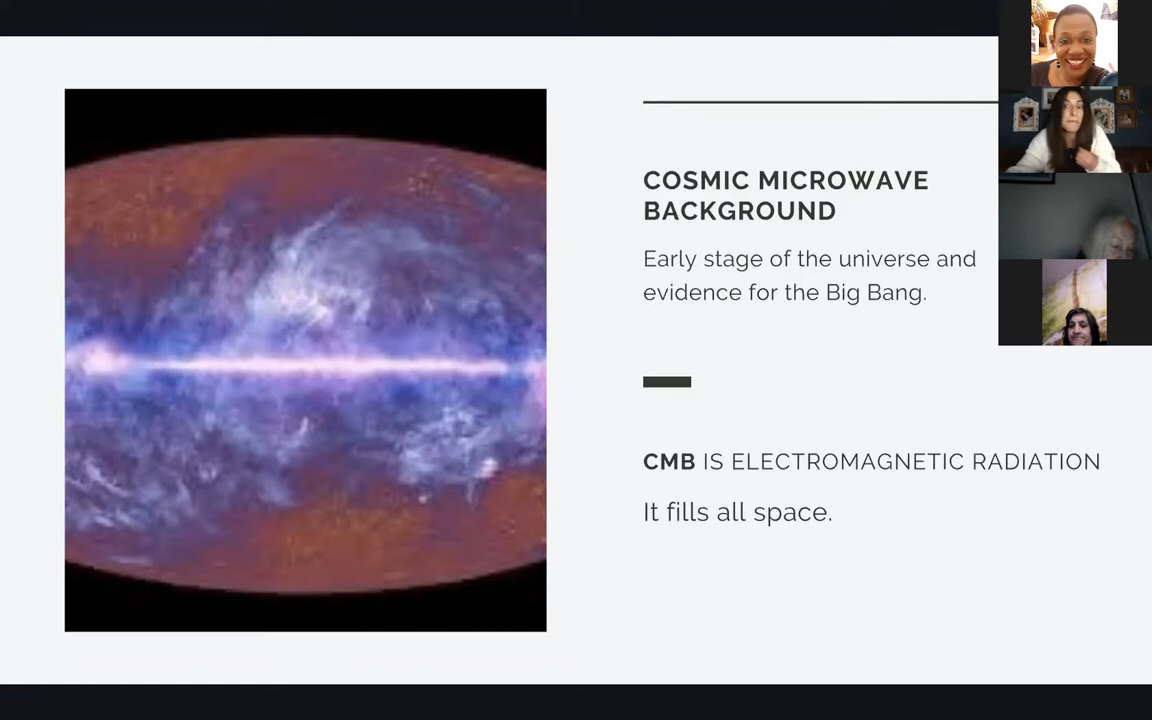 COSMIC MICROWAVE
BACKGROUND
Early stage of the universe and
evidence for the Big Bang.
CMB IS ELECTROMAGNETIC RADIATION
It fills all space.